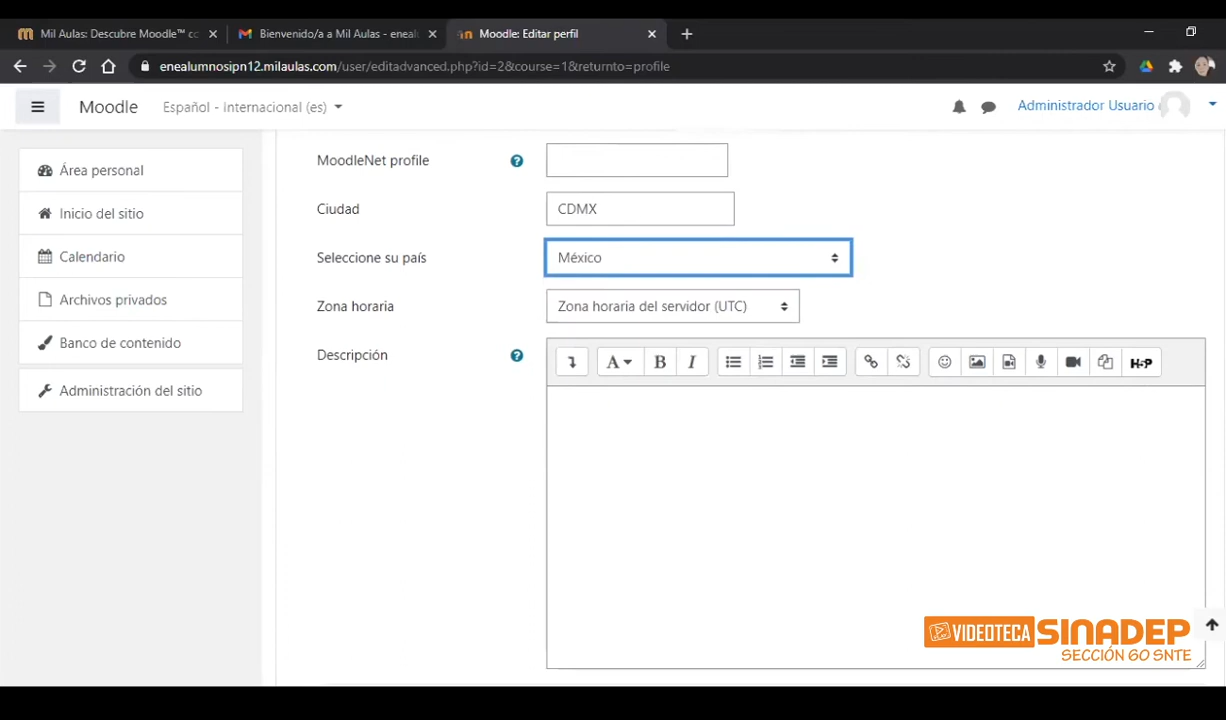 Mil Aulas: Descubre Moodle™ cc
Bienvenido/a a Mil Aulas - eneal
Moodle: Editar perfil
enealumnosipn12.milaulas.com/user/editadvanced.php?id=2&course=1&returnto=profile
Moodle
Español - Internacional (es)
Administrador Usuario
Área personal
Inicio del sitio
Calendario
Archivos privados
Banco de contenido
Administración del sitio
MoodleNet profile
Ciudad
CDMX
Seleccione su país
México
Zona horaria
Zona horaria del servidor (UTC)
Descripción
A B I
H5P
VIDEOTECA SINADEP
SECCIÓN 60 SNTE